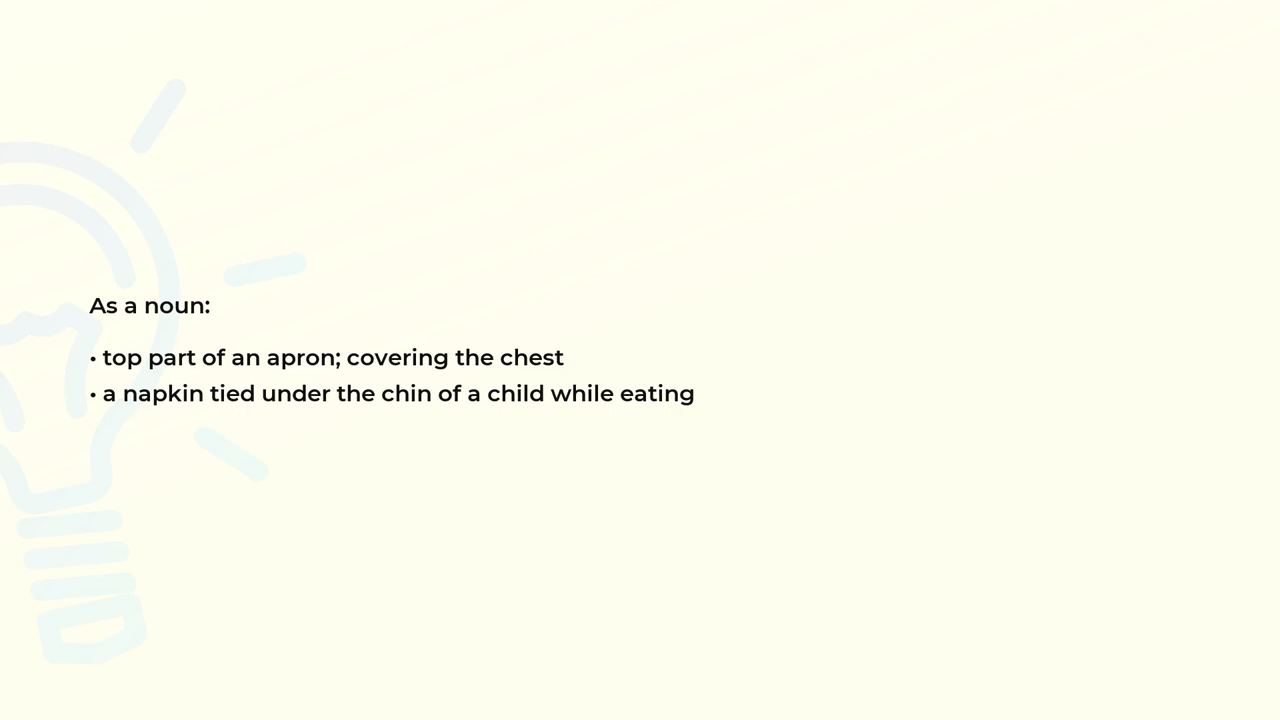 As a noun:
• top part of an apron; covering the chest
• a napkin tied under the chin of a child while eating